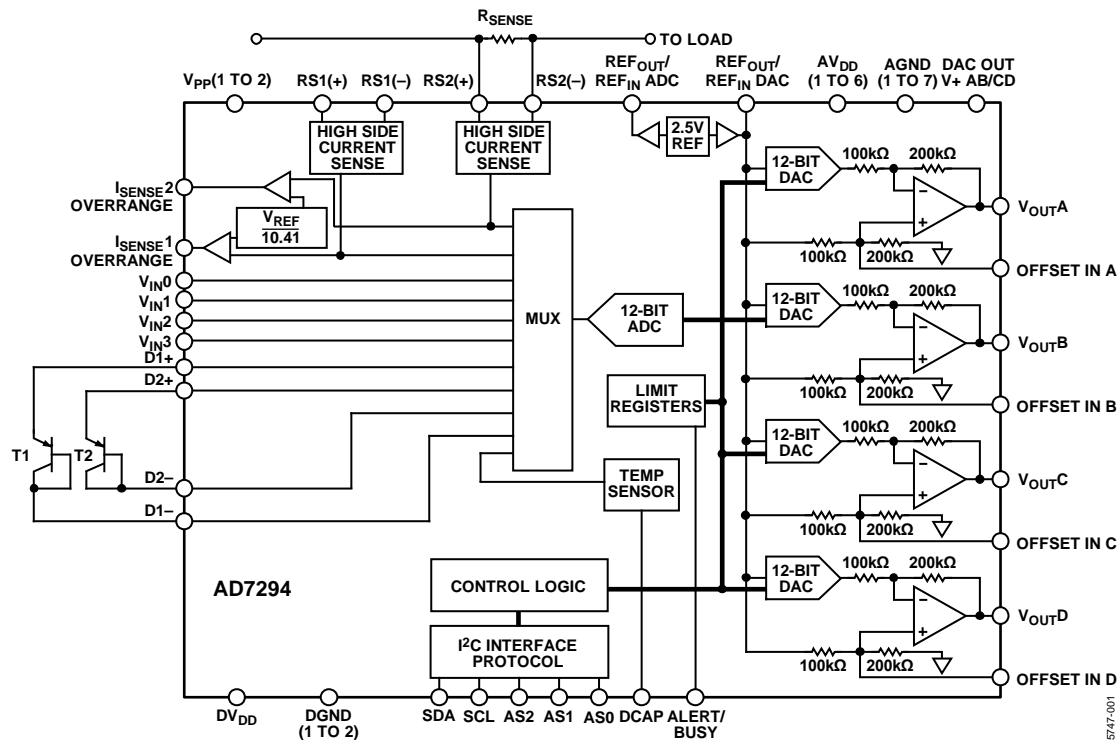 RSENSE
TO LOAD
VPP(1 TO 2)
RS1(+)
RS1(–)
RS2(+)
RS2(–)
REFOUT/
REFIN ADC
REFOUT/
REFIN DAC
AVDD
(1 TO 6)
AGND
(1 TO 7)
DAC OUT
V+ AB/CD
HIGH SIDE
CURRENT
SENSE
HIGH SIDE
CURRENT
SENSE
2.5V
REF
12-BIT
DAC
100kΩ
200kΩ
–
+
VOUTA
100kΩ
200kΩ
OFFSET IN A
ISENSE2
OVERRANGE
VREF
10.41
ISENSE1
OVERRANGE
VIN0
VIN1
VIN2
VIN3
D1+
D2+
MUX
12-BIT
ADC
12-BIT
DAC
100kΩ
200kΩ
–
+
VOUTB
100kΩ
200kΩ
OFFSET IN B
LIMIT
REGISTERS
T1
T2
D2–
D1–
TEMP
SENSOR
12-BIT
DAC
100kΩ
200kΩ
–
+
VOUTC
100kΩ
200kΩ
OFFSET IN C
AD7294
CONTROL LOGIC
I2C INTERFACE
PROTOCOL
12-BIT
DAC
100kΩ
200kΩ
–
+
VOUTD
100kΩ
200kΩ
OFFSET IN D
DVDD
DGND
(1 TO 2)
SDA
SCL
AS2
AS1
AS0
DCAP
ALERT/
BUSY
5747-001